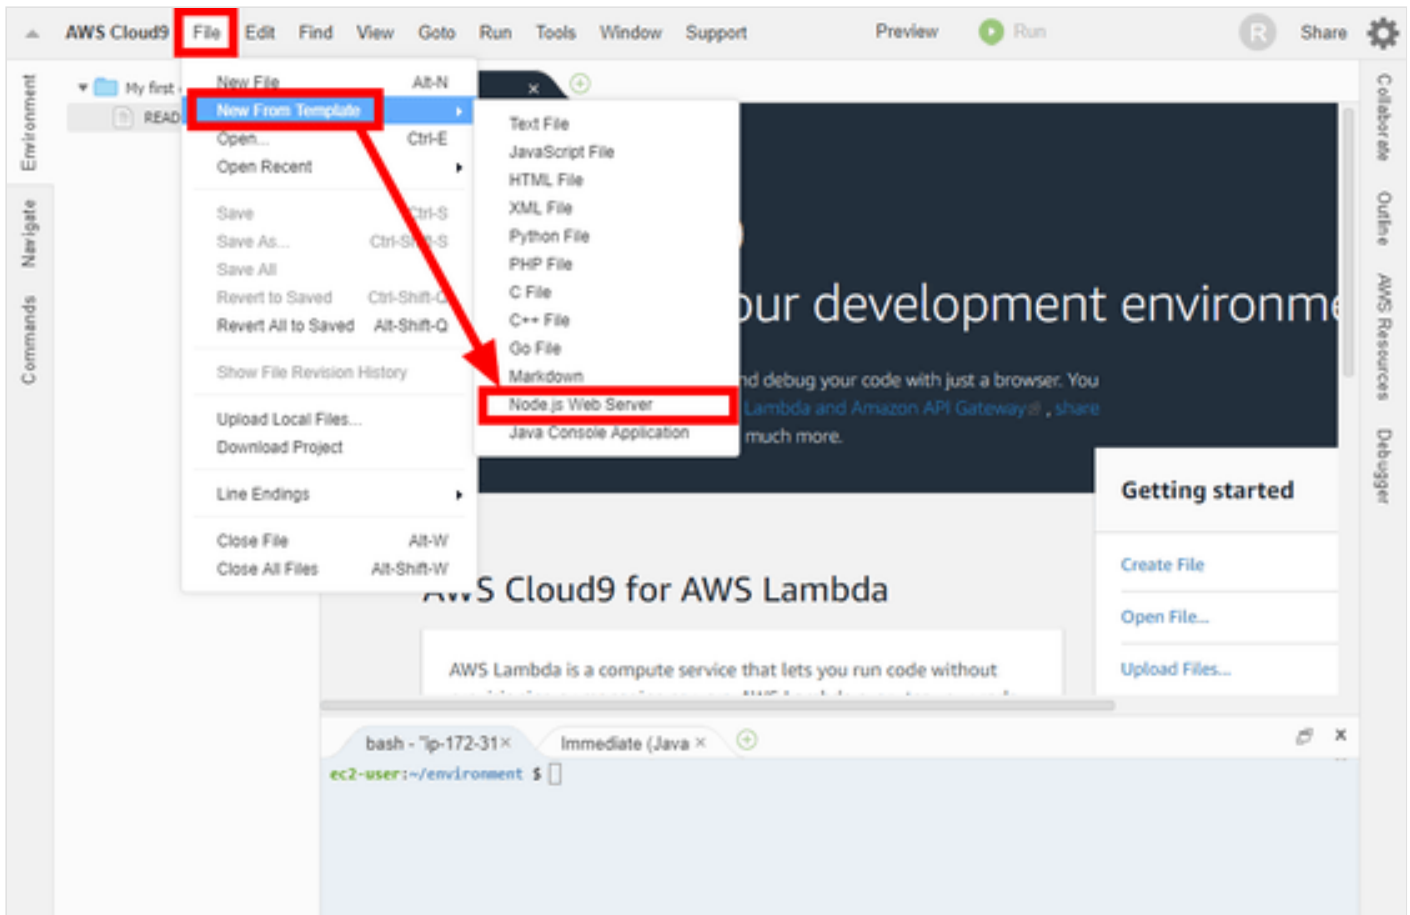 AWS Cloud9 File Edit Find View Goto Run Tools Window Support Preview Run R Share
Environment
Navigate
Commands
My first
READ
New File Alt-N
New From Template
Open... Ctrl-E
Open Recent
Save Ctrl-S
Save As... Ctrl-Shift-S
Save All
Revert to Saved Ctrl-Shift-Q
Revert All to Saved Alt-Shift-Q
Show File Revision History
Upload Local Files...
Download Project
Line Endings
Close File Alt-W
Close All Files Alt-Shift-W
Text File
JavaScript File
HTML File
XML File
Python File
PHP File
C File
C++ File
Go File
Markdown
Node.js Web Server
Java Console Application
our development environme
nd debug your code with just a browser. You
Lambda and Amazon API Gateway , share
much more.
Getting started
Create File
Open File...
Upload Files...
AWS Cloud9 for AWS Lambda
AWS Lambda is a compute service that lets you run code without
bash - "ip-172-31 × Immediate (Java ×
ec2-user:~/environment $
Collaborate
Outline
AWS Resources
Debugger